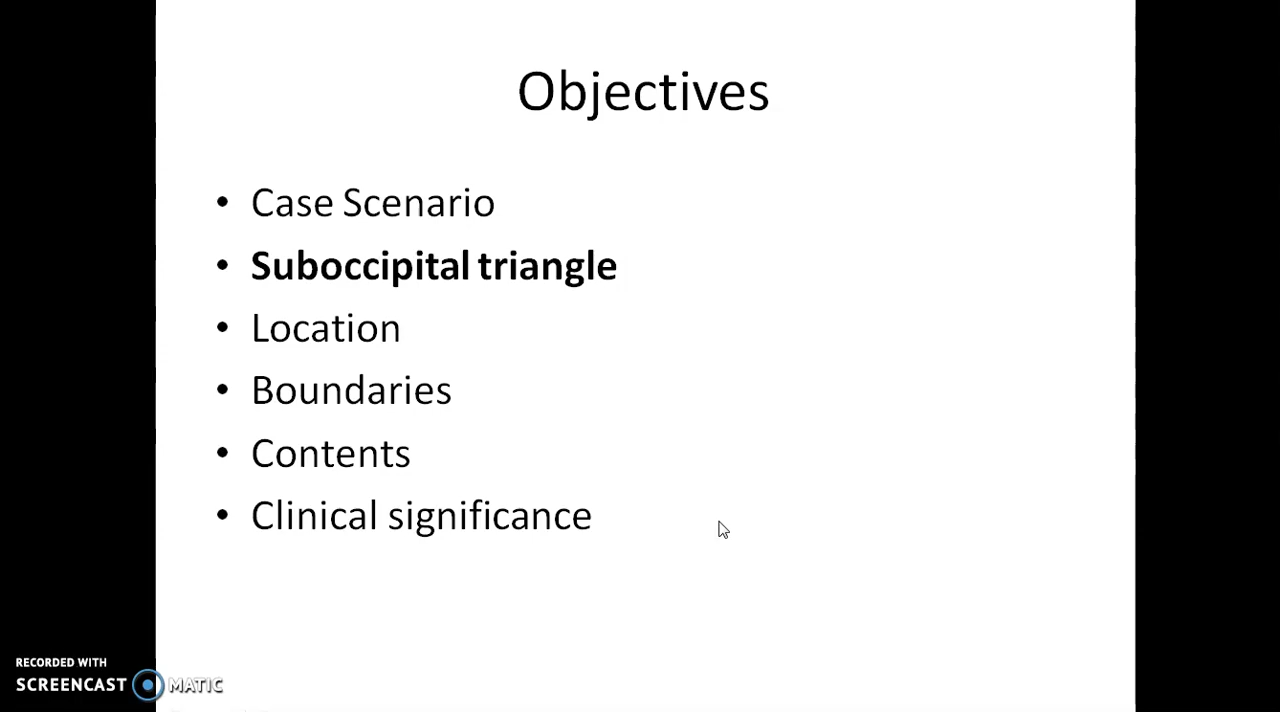 Objectives
• Case Scenario
• Suboccipital triangle
• Location
• Boundaries
• Contents
• Clinical significance
RECORDED WITH
SCREENCAST MATIC